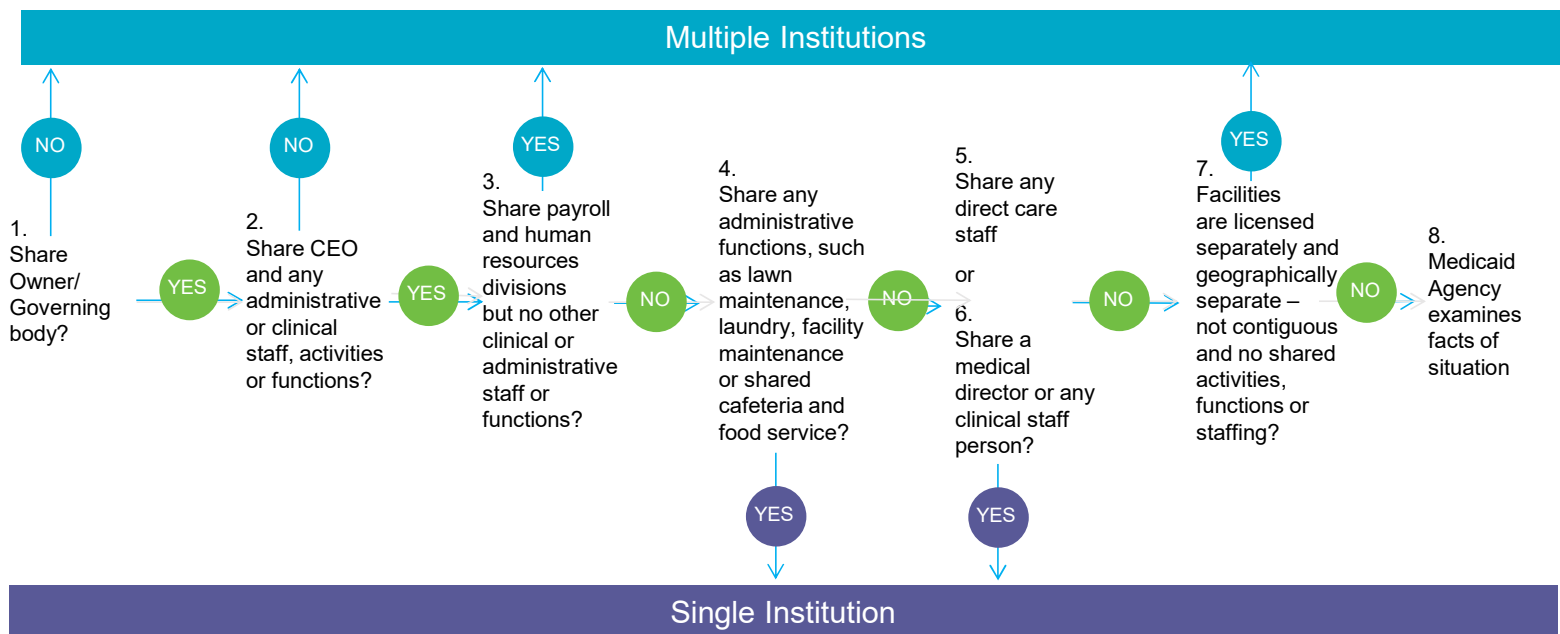 Multiple Institutions
NO
NO
YES
YES
1.
Share
Owner/
Governing
body?
YES
2.
Share CEO
and any
administrative
or clinical
staff, activities
or functions?
YES
3.
Share payroll
and human
resources
divisions
but no other
clinical or
administrative
staff or
functions?
NO
4.
Share any
administrative
functions, such
as lawn
maintenance,
laundry, facility
maintenance
or shared
cafeteria and
food service?
NO
5.
Share any
direct care
staff
or
6.
Share a
medical
director or any
clinical staff
person?
NO
7.
Facilities
are licensed
separately and
geographically
separate –
not contiguous
and no shared
activities,
functions or
staffing?
NO
8.
Medicaid
Agency
examines
facts of
situation
YES
YES
Single Institution